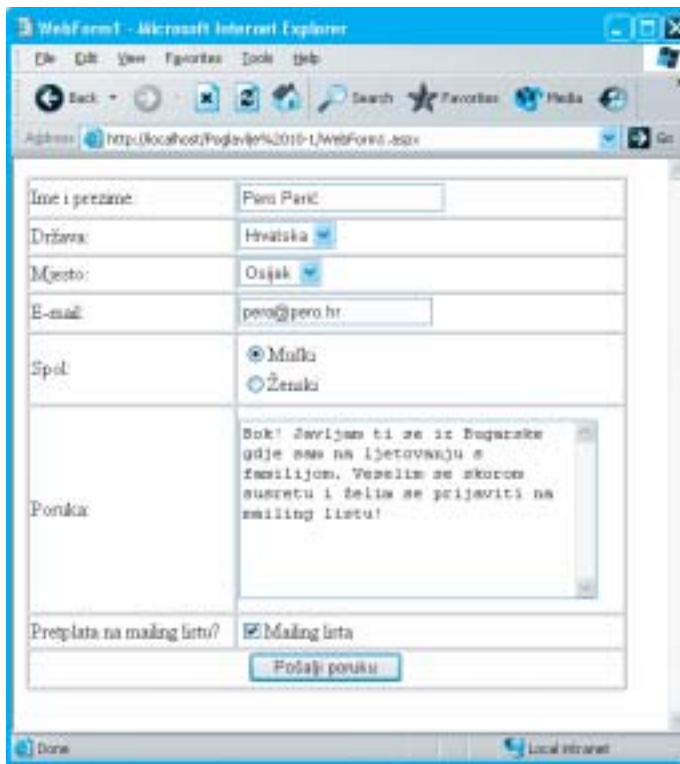 WebForm1 - Microsoft Internet Explorer
File Edit View Favorites Tools Help
Back Search Favorites Media
Address http://localhost/Poglavlje%2010-1/WebForm1.aspx Go
Ime i prezime: Pero Perić
Država: Hrvatska
Mjesto: Osijek
E-mail: pero@pero.hr
Spol: Muški
Ženski
Poruka:
Bok! Javljam ti se iz Bugarske
gdje sam na ljetovanju s
familijom. Veselim se skorom
susretu i želim se prijaviti na
mailing listu!
Pretplata na mailing listu? Mailing lista
Pošalji poruku
Done Local intranet